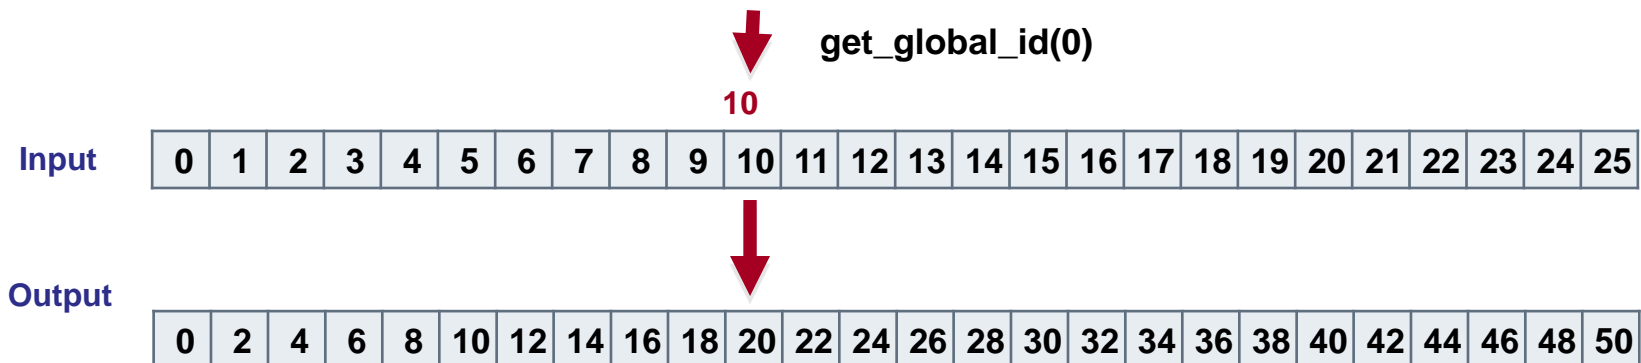 get_global_id(0)
10
Input 0 1 2 3 4 5 6 7 8 9 10 11 12 13 14 15 16 17 18 19 20 21 22 23 24 25
Output
0 2 4 6 8 10 12 14 16 18 20 22 24 26 28 30 32 34 36 38 40 42 44 46 48 50